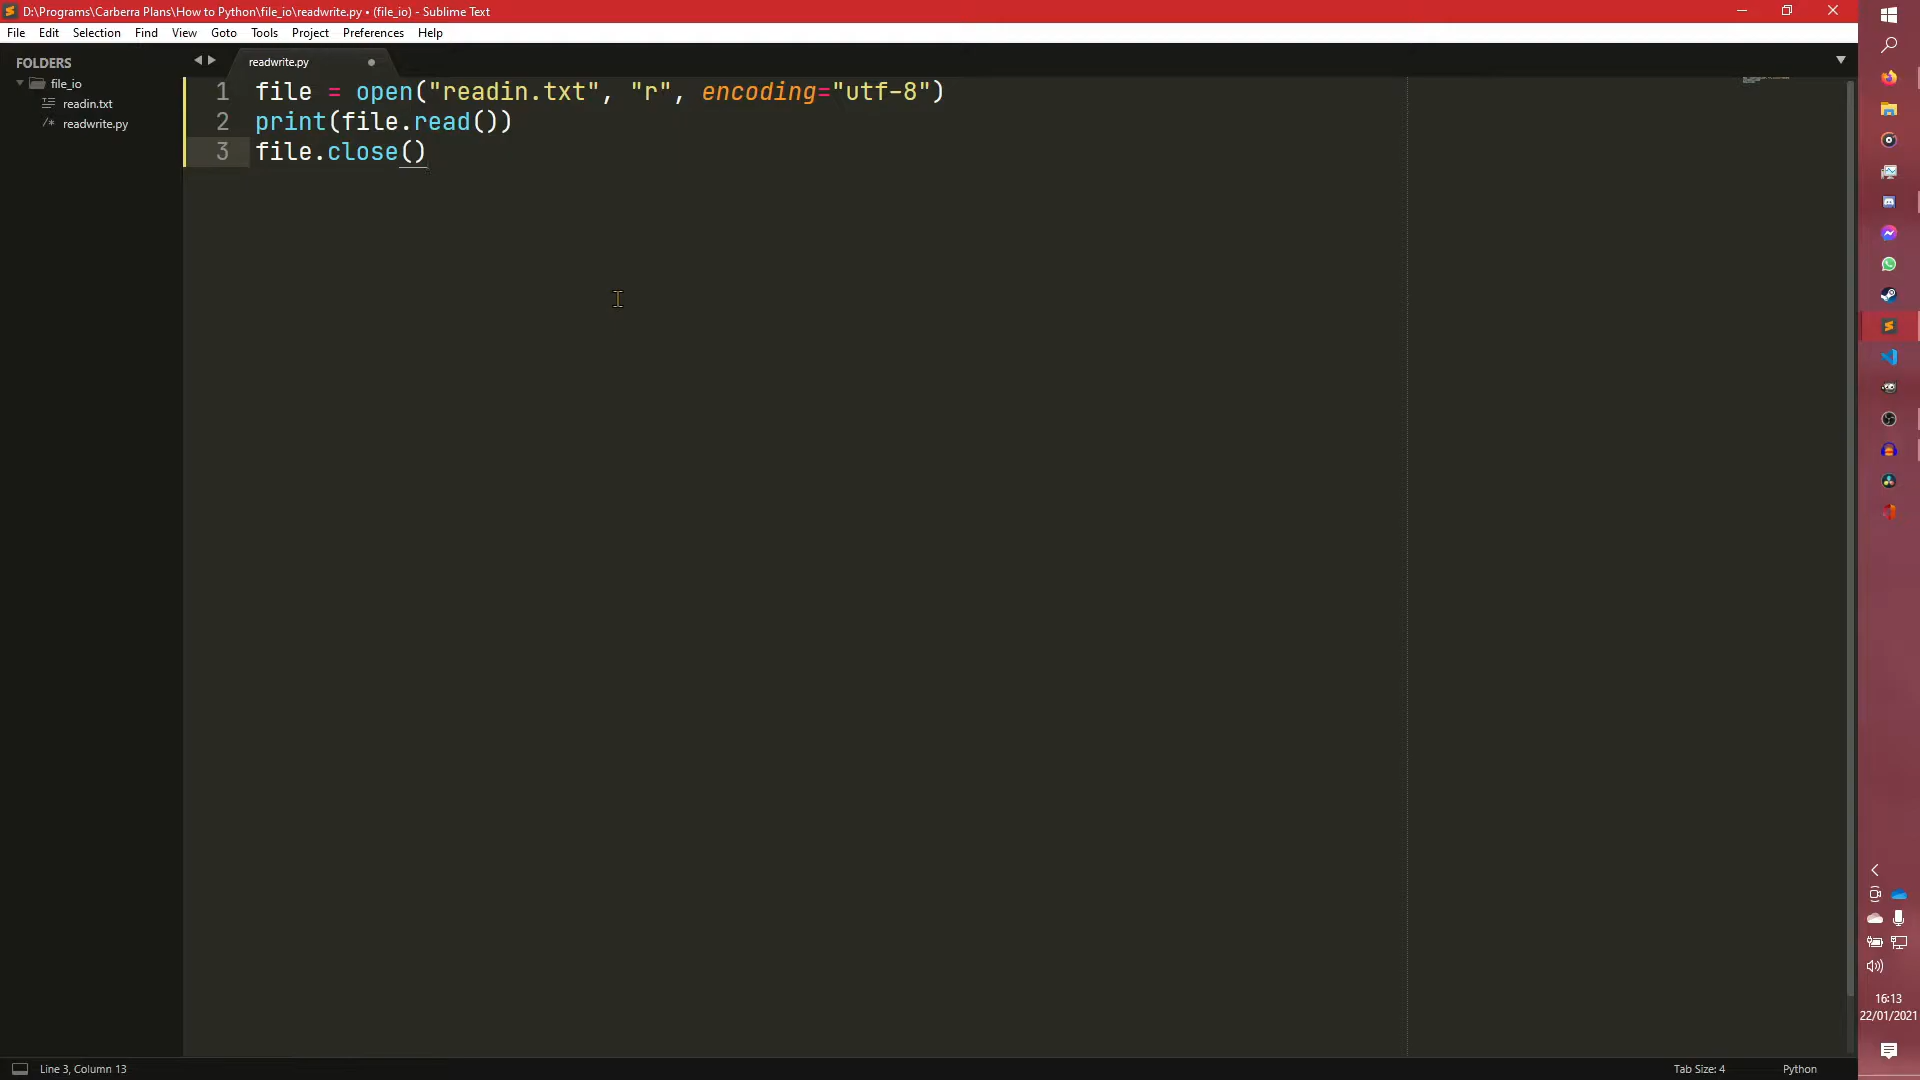 D:\Programs\Carberra Plans\How to Python\file_io\readwrite.py • (file_io) - Sublime Text
File Edit Selection Find View Goto Tools Project Preferences Help
FOLDERS
file_io
readin.txt
/* readwrite.py
readwrite.py
1 file = open("readin.txt", "r", encoding="utf-8")
2 print(file.read())
3 file.close()
16:13
22/01/2021
Line 3, Column 13
Tab Size: 4
Python